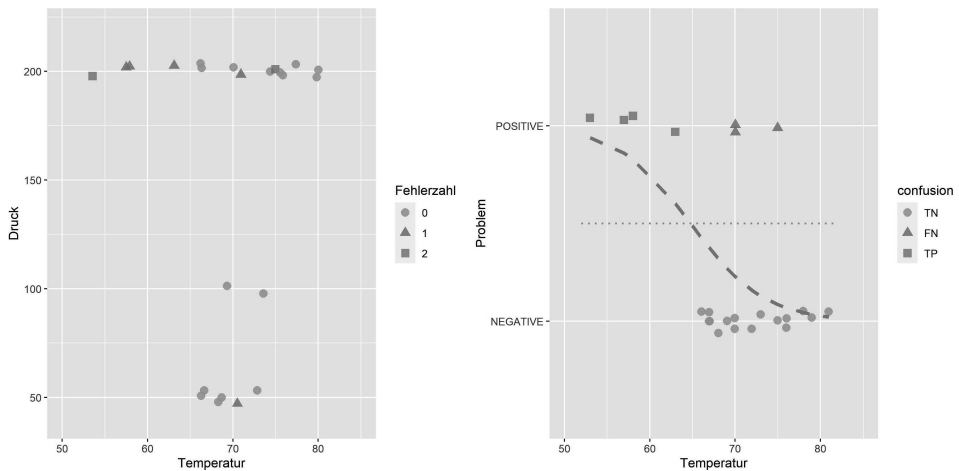 Druck
200
150
100
50
50
60
70
80
Temperatur
Fehlerzahl
0
1
2
Problem
POSITIVE
NEGATIVE
50
60
70
80
Temperatur
confusion
TN
FN
TP